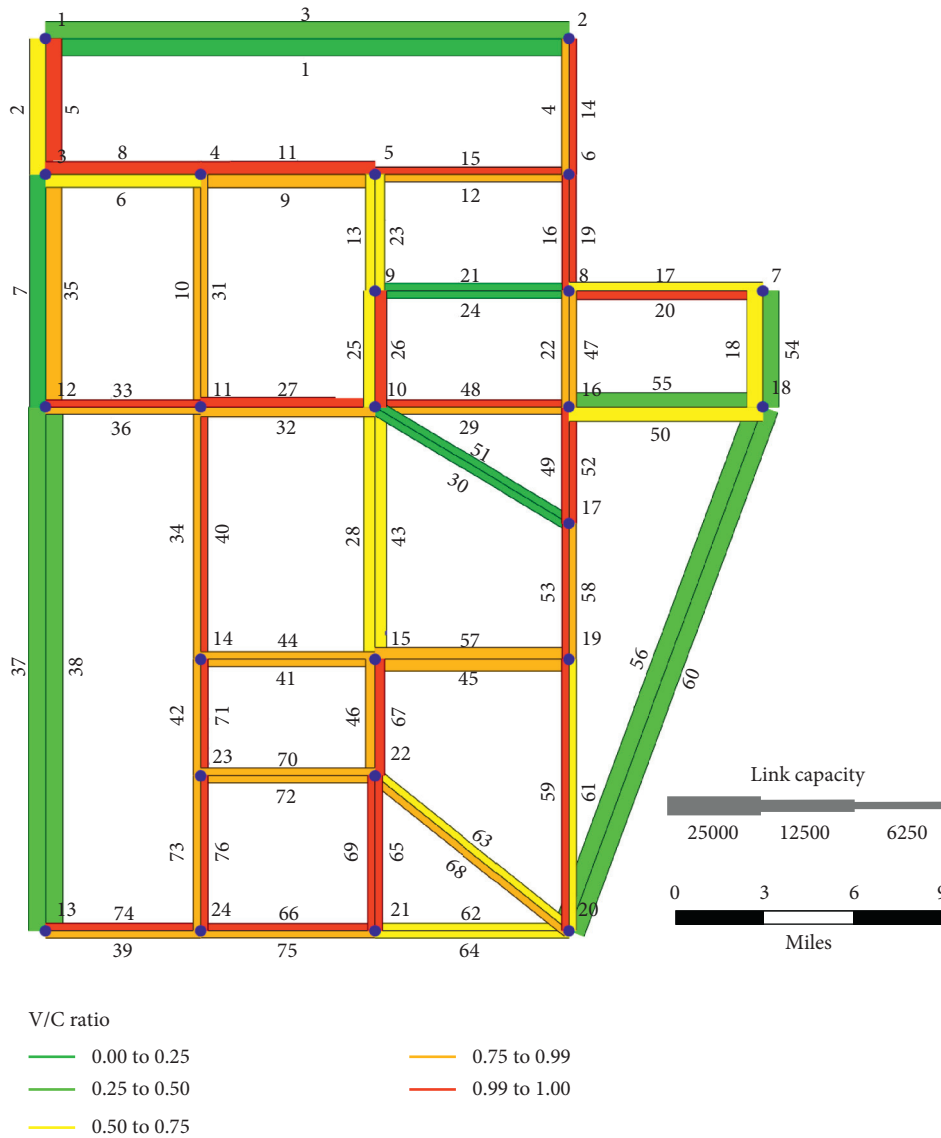 1 3 2
1
2 5 4 14
3 8 4 11 5 15 6
6 9 12
13 23 16 19
7 35 10 31 9 21 8 17 7
24 20
25 26 22 47 18 54
12 33 11 27 10 48 16 55 18
36 32 29 50
51
30 49 52
17
34 40 28 43
53 58
14 44 15 57 19
41 45
37 38 56 60
42 71 46 67
23 70 22
72 59 61
Link capacity
25000 12500 6250
63
68
73 76 69 65
0 3 6 9
Miles
13 74 24 66 21 62 20
39 75 64
V/C ratio
0.00 to 0.25 0.75 to 0.99
0.25 to 0.50 0.99 to 1.00
0.50 to 0.75